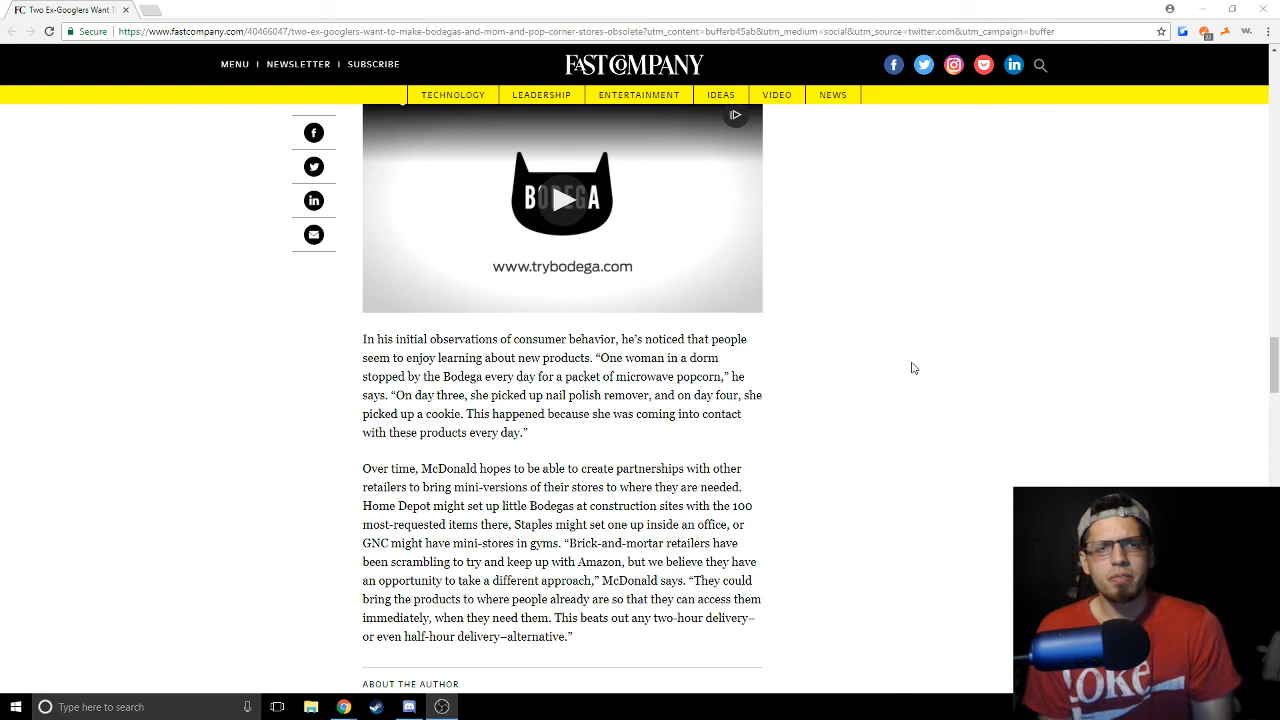 FC Two Ex-Googlers Want T
Secure
https://www.fastcompany.com/40466047/two-ex-googlers-want-to-make-bodegas-and-mom-and-pop-corner-stores-obsolete?utm_content=bufferb45ab&utm_medium=social&utm_source=twitter.com&utm_campaign=buffer
MENU
NEWSLETTER
SUBSCRIBE
FAST COMPANY
TECHNOLOGY
LEADERSHIP
ENTERTAINMENT
IDEAS
VIDEO
NEWS
BODEGA
www.trybodega.com
In his initial observations of consumer behavior, he’s noticed that people
seem to enjoy learning about new products. “One woman in a dorm
stopped by the Bodega every day for a packet of microwave popcorn,” he
says. “On day three, she picked up nail polish remover, and on day four, she
picked up a cookie. This happened because she was coming into contact
with these products every day.”
Over time, McDonald hopes to be able to create partnerships with other
retailers to bring mini-versions of their stores to where they are needed.
Home Depot might set up little Bodegas at construction sites with the 100
most-requested items there, Staples might set one up inside an office, or
GNC might have mini-stores in gyms. “Brick-and-mortar retailers have
been scrambling to try and keep up with Amazon, but we believe they have
an opportunity to take a different approach,” McDonald says. “They could
bring the products to where people already are so that they can access them
immediately, when they need them. This beats out any two-hour delivery–
or even half-hour delivery–alternative.”
ABOUT THE AUTHOR
COKE
Type here to search